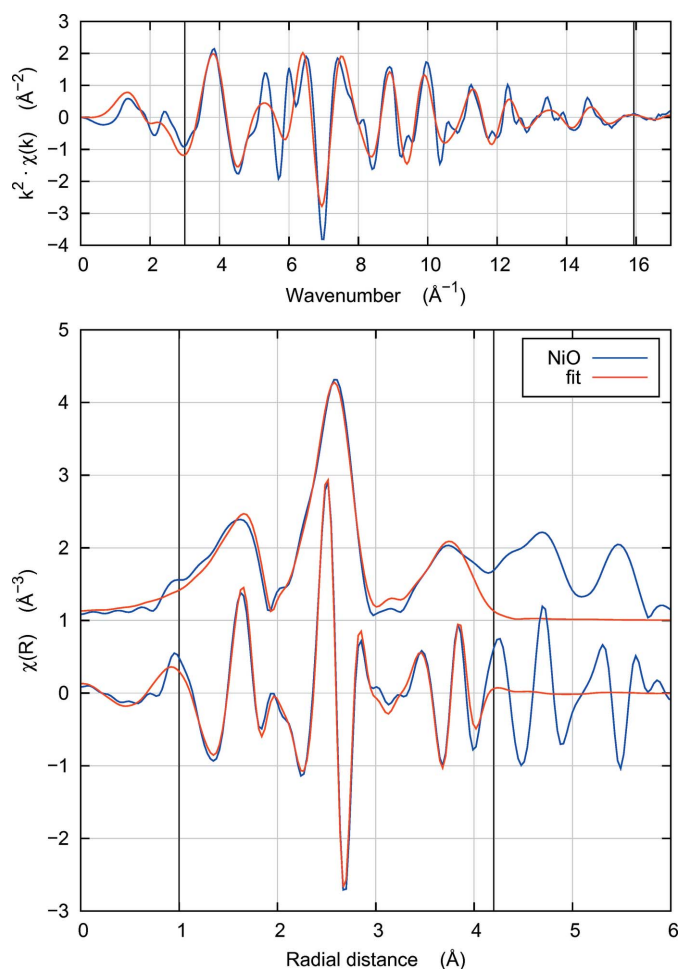 3
2
1
0
−1
−2
−3
−4
k² · χ(k) (Å⁻²)
0 2 4 6 8 10 12 14 16
Wavenumber (Å⁻¹)
5
4
3
2
1
0
−1
−2
−3
χ(R) (Å⁻³)
NiO
fit
0 1 2 3 4 5 6
Radial distance (Å)